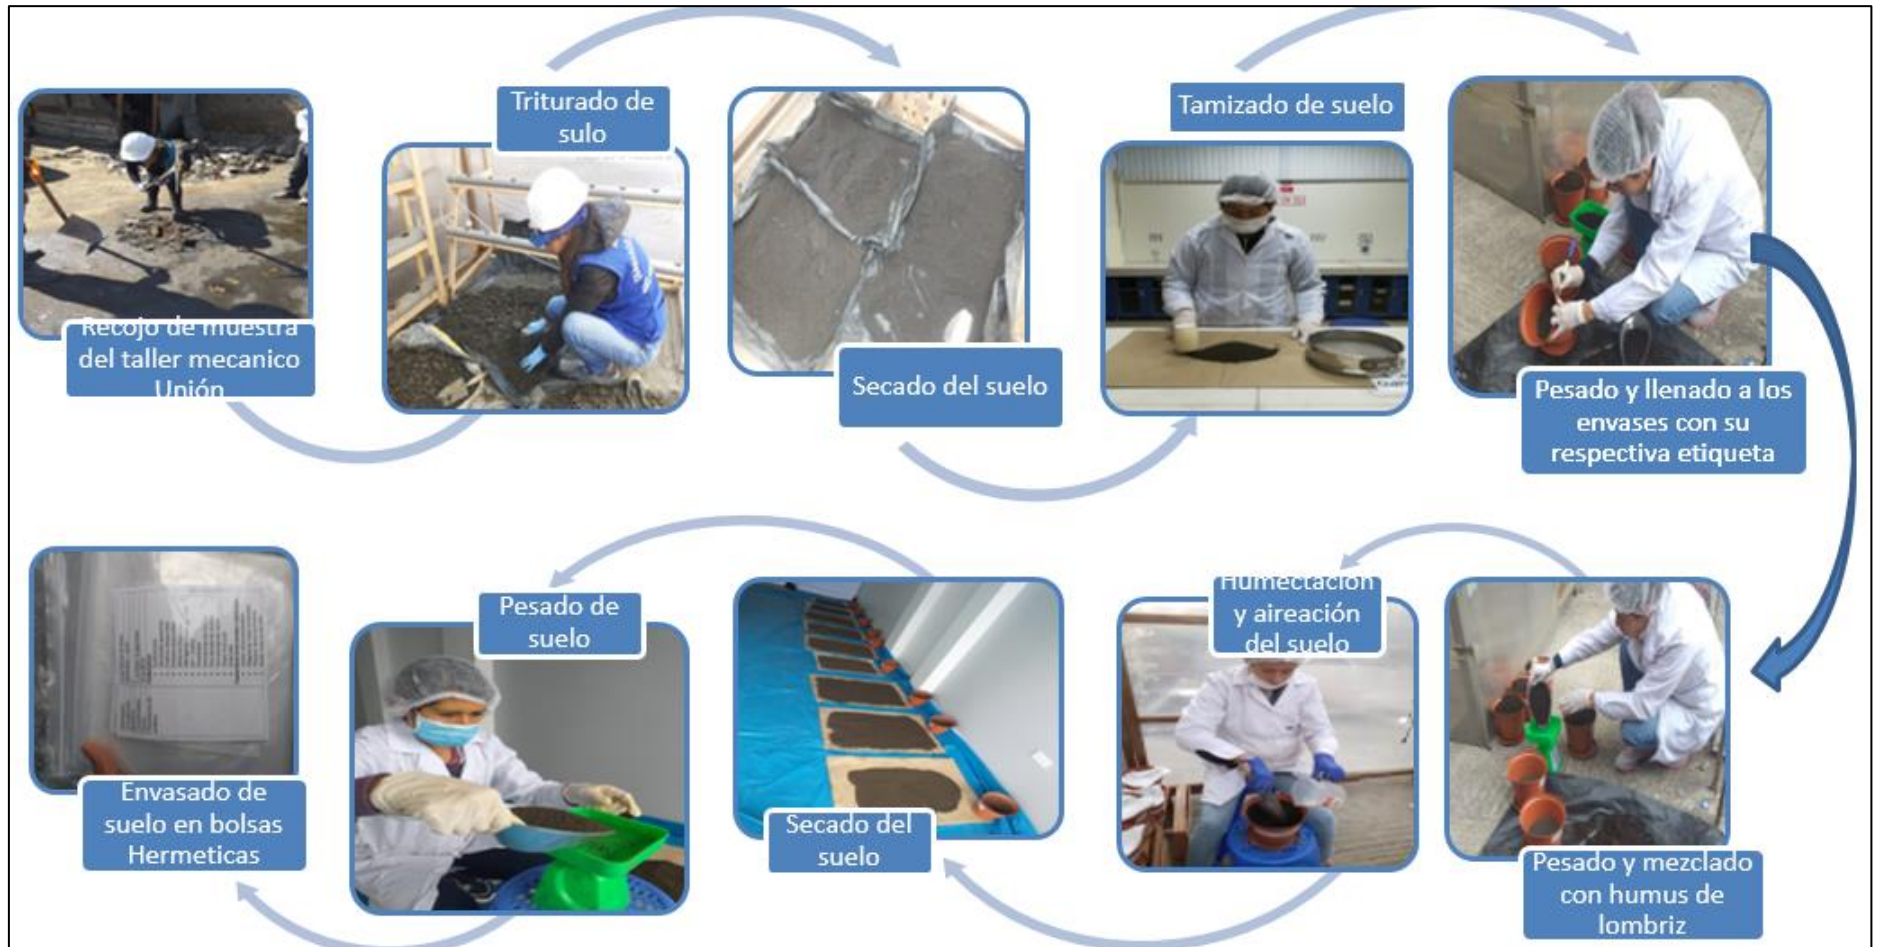 Triturado de
sulo
Tamizado de suelo
Recojo de muestra
del taller mecanico
Unión
Secado del suelo
Pesado y llenado a los
envases con su
respectiva etiqueta
Humectación
y aireación
del suelo
Pesado de
suelo
Envasado de
suelo en bolsas
Hermeticas
Secado del
suelo
Pesado y mezclado
con humus de
lombriz